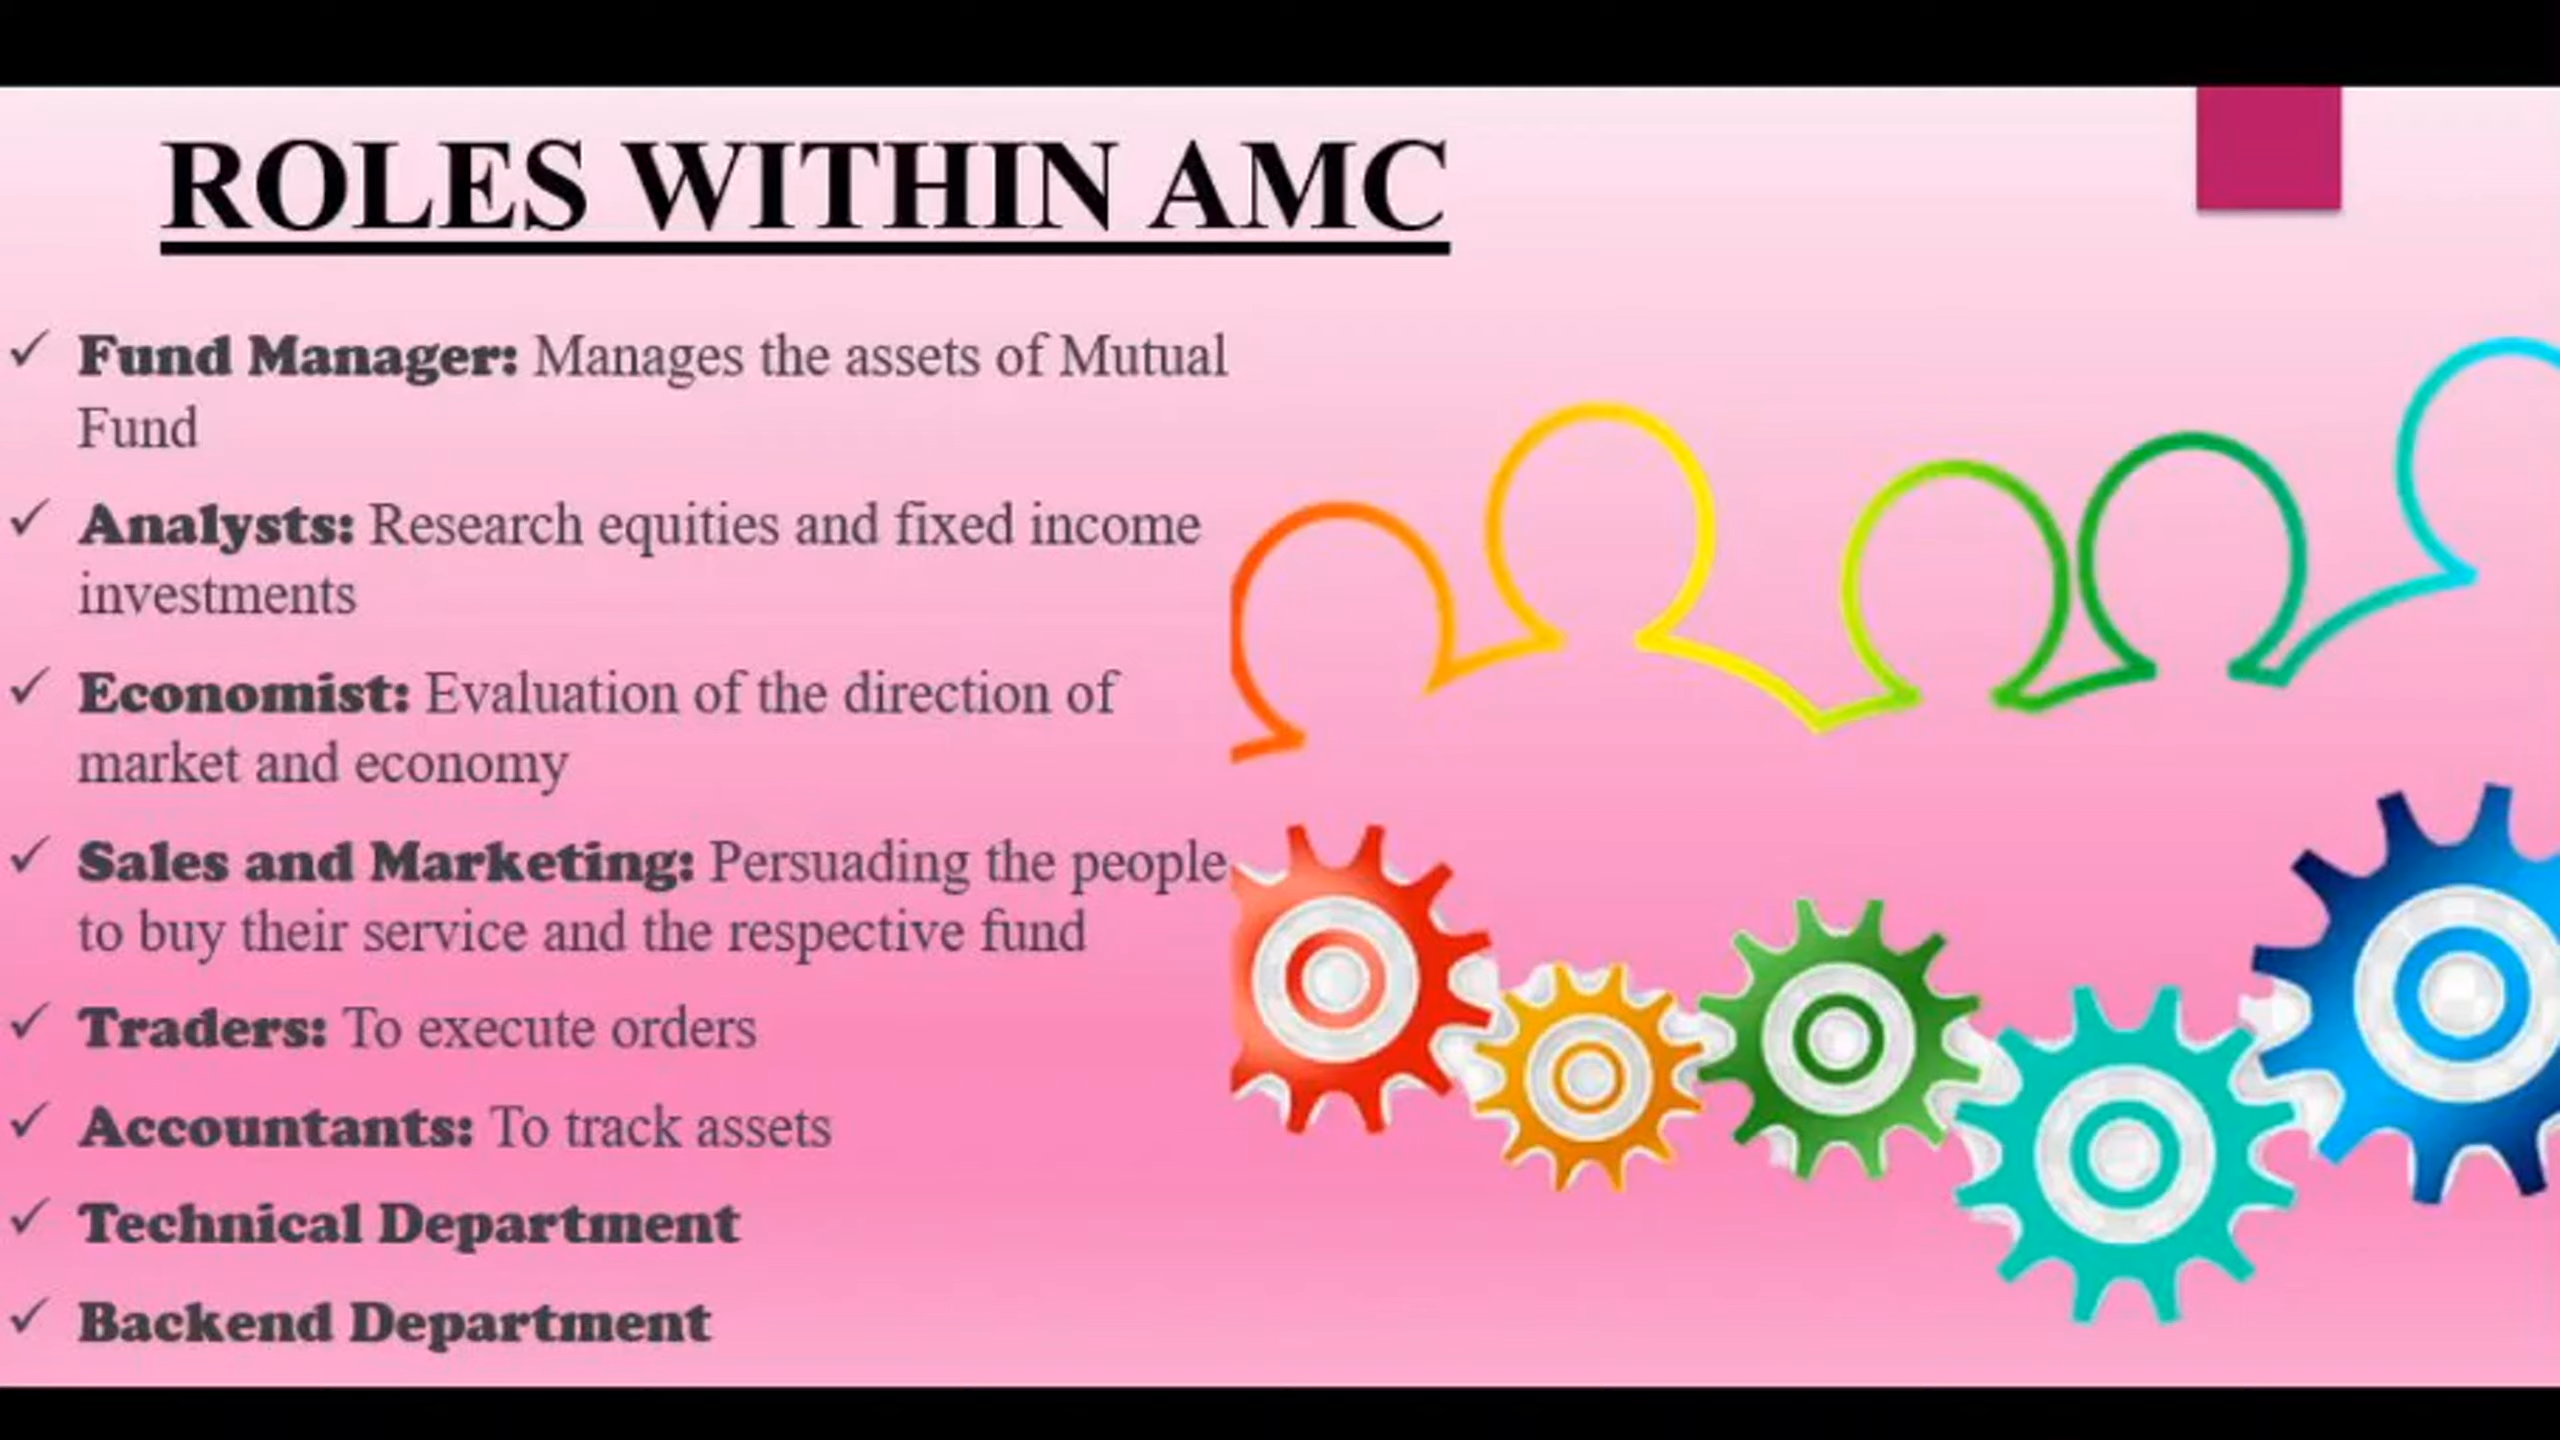 ROLES WITHIN AMC
✓ Fund Manager: Manages the assets of Mutual
Fund
✓ Analysts: Research equities and fixed income
investments
✓ Economist: Evaluation of the direction of
market and economy
✓ Sales and Marketing: Persuading the people
to buy their service and the respective fund
✓ Traders: To execute orders
✓ Accountants: To track assets
✓ Technical Department
✓ Backend Department